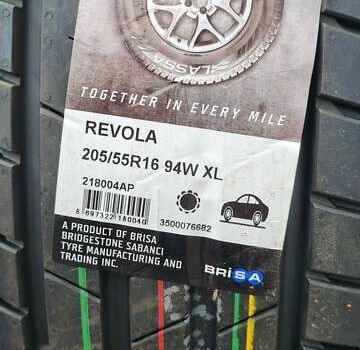 LASSA
TOGETHER IN EVERY MILE
REVOLA
205/55R16 94W XL
218004AP
8 697322 180040
3500076682
A PRODUCT OF BRISA
BRIDGESTONE SABANCI
TYRE MANUFACTURING AND
TRADING INC.
BRISA